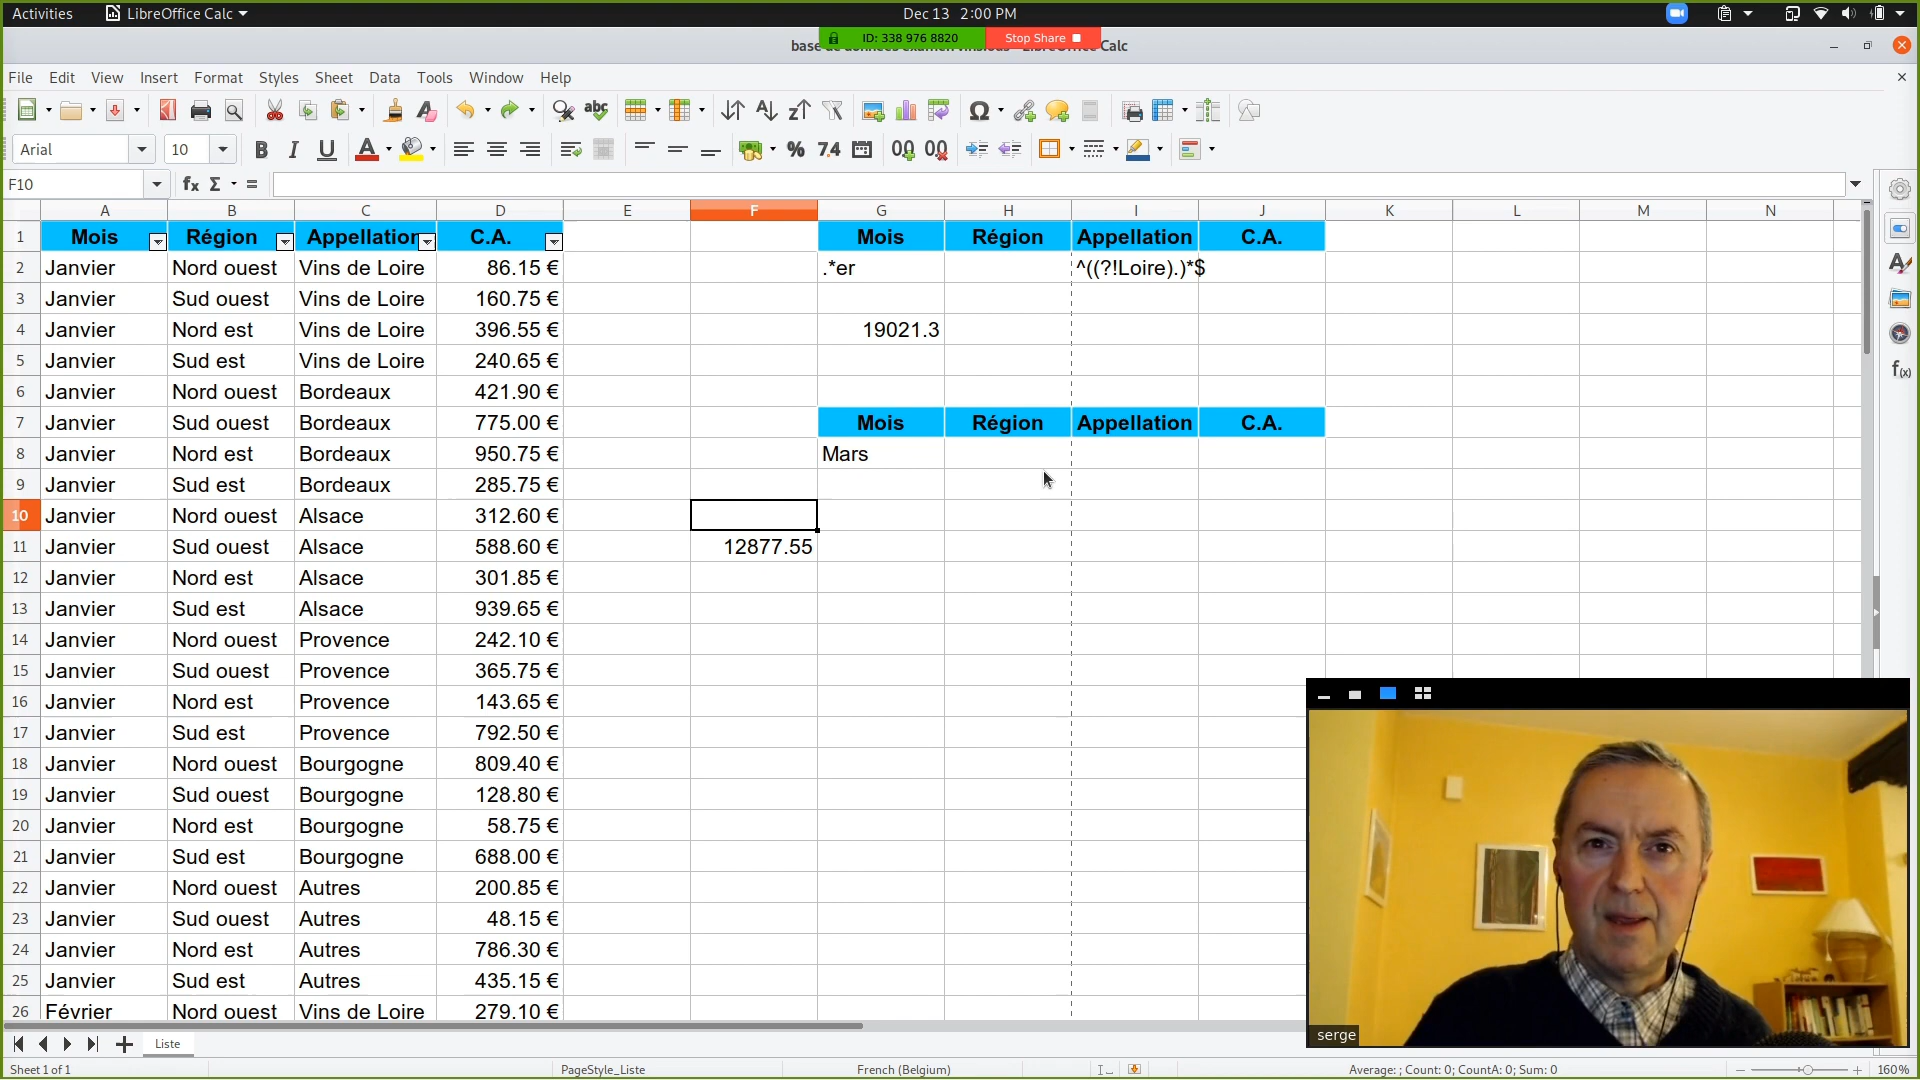 Activities LibreOffice Calc Dec 13 2:00 PM
ID: 338 976 8820 Stop Share
Calc
File Edit View Insert Format Styles Sheet Data Tools Window Help
Arial 10
F10
A B C D E F G H I J K L M N
1 Mois Région Appellation C.A. Mois Région Appellation C.A.
2 Janvier Nord ouest Vins de Loire 86.15 € .*er ^((?!Loire).)*$
3 Janvier Sud ouest Vins de Loire 160.75 €
4 Janvier Nord est Vins de Loire 396.55 € 19021.3
5 Janvier Sud est Vins de Loire 240.65 €
6 Janvier Nord ouest Bordeaux 421.90 €
7 Janvier Sud ouest Bordeaux 775.00 € Mois Région Appellation C.A.
8 Janvier Nord est Bordeaux 950.75 € Mars
9 Janvier Sud est Bordeaux 285.75 €
10 Janvier Nord ouest Alsace 312.60 €
11 Janvier Sud ouest Alsace 588.60 € 12877.55
12 Janvier Nord est Alsace 301.85 €
13 Janvier Sud est Alsace 939.65 €
14 Janvier Nord ouest Provence 242.10 €
15 Janvier Sud ouest Provence 365.75 €
16 Janvier Nord est Provence 143.65 €
17 Janvier Sud est Provence 792.50 €
18 Janvier Nord ouest Bourgogne 809.40 €
19 Janvier Sud ouest Bourgogne 128.80 €
20 Janvier Nord est Bourgogne 58.75 €
21 Janvier Sud est Bourgogne 688.00 €
22 Janvier Nord ouest Autres 200.85 €
23 Janvier Sud ouest Autres 48.15 €
24 Janvier Nord est Autres 786.30 €
25 Janvier Sud est Autres 435.15 €
26 Février Nord ouest Vins de Loire 279.10 €
serge
Liste
Sheet 1 of 1 PageStyle_Liste French (Belgium) Average: ; Count: 0; CountA: 0; Sum: 0 160%